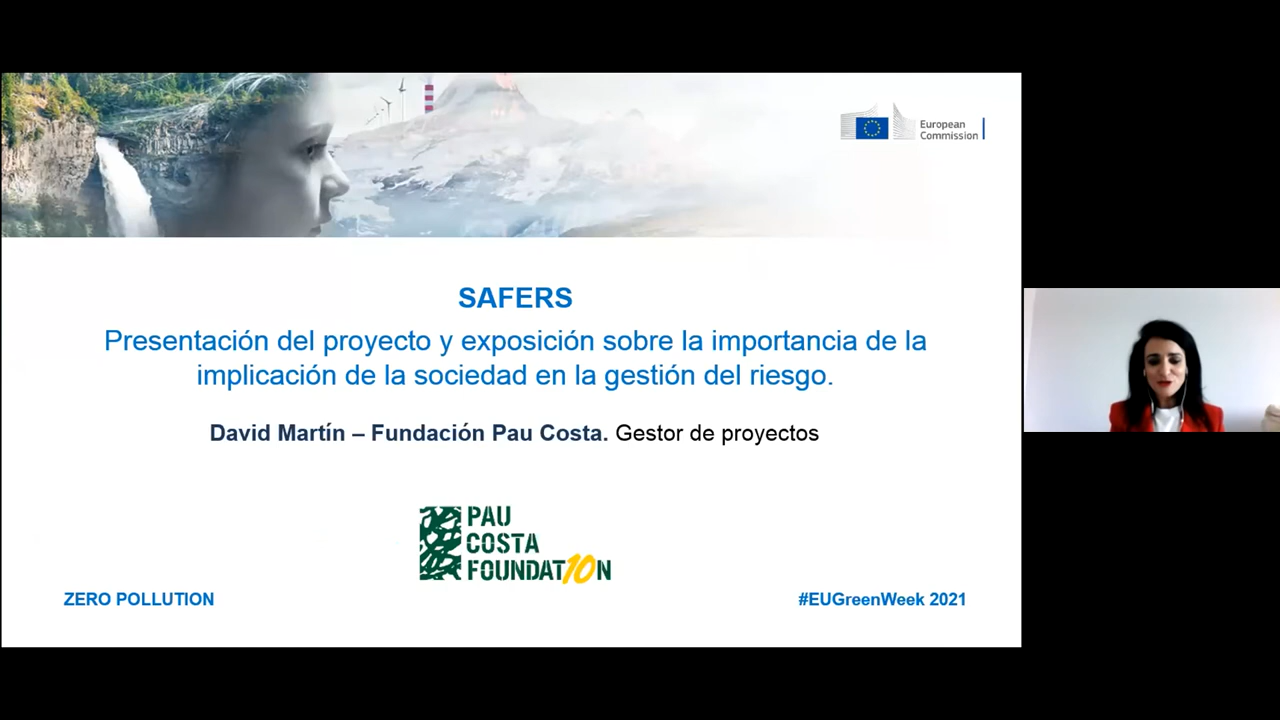 European
Commission
SAFERS
Presentación del proyecto y exposición sobre la importancia de la
implicación de la sociedad en la gestión del riesgo.
David Martín – Fundación Pau Costa. Gestor de proyectos
PAU
COSTA
FOUNDAT10N
ZERO POLLUTION
#EUGreenWeek 2021